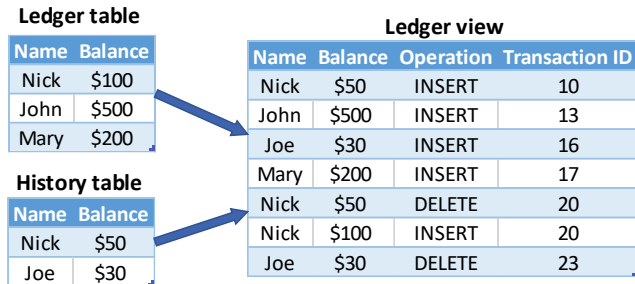 Ledger table
Name Balance
Nick $100
John $500
Mary $200
History table
Name Balance
Nick $50
Joe $30
Ledger view
Name Balance Operation Transaction ID
Nick $50 INSERT 10
John $500 INSERT 13
Joe $30 INSERT 16
Mary $200 INSERT 17
Nick $50 DELETE 20
Nick $100 INSERT 20
Joe $30 DELETE 23